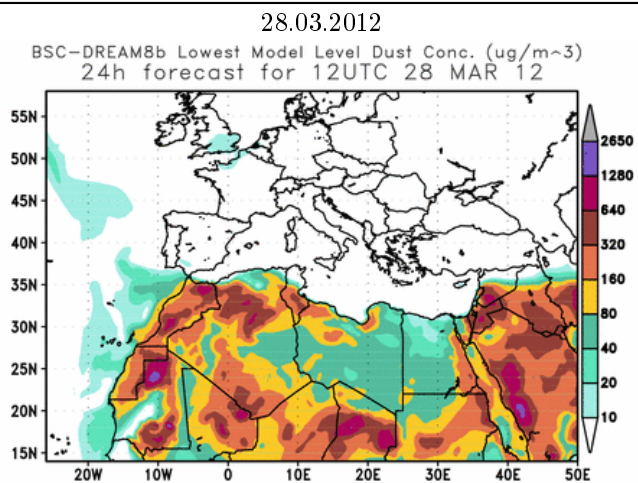 28.03.2012
BSC-DREAM8b Lowest Model Level Dust Conc. (ug/m^3)
24h forecast for 12UTC 28 MAR 12
55N
50N
45N
40N
35N
30N
25N
20N
15N
20W 10W 0 10E 20E 30E 40E 50E
2650
1280
640
320
160
80
40
20
10